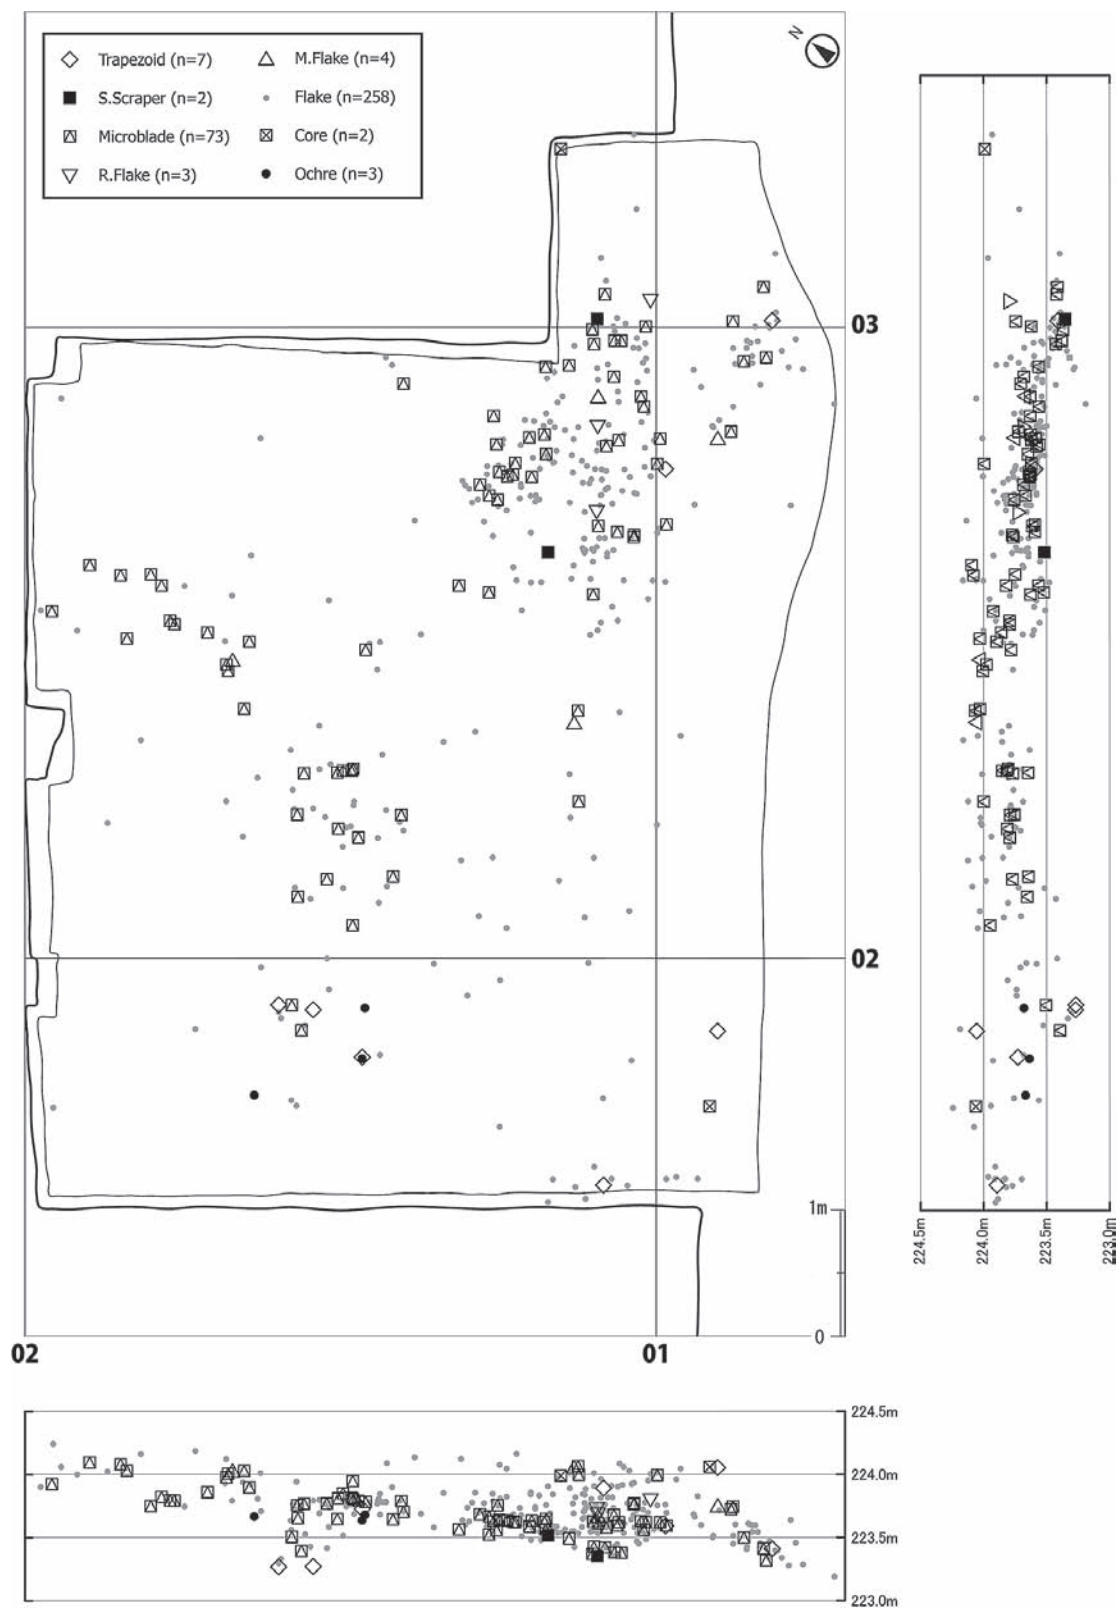 N
Trapezoid (n=7)
M.Flake (n=4)
S.Scraper (n=2)
Flake (n=258)
Microblade (n=73)
Core (n=2)
R.Flake (n=3)
Ochre (n=3)
03
02
1m
0
02
01
224.5m
224.0m
223.5m
223.0m
224.5m
224.0m
223.5m
223.0m